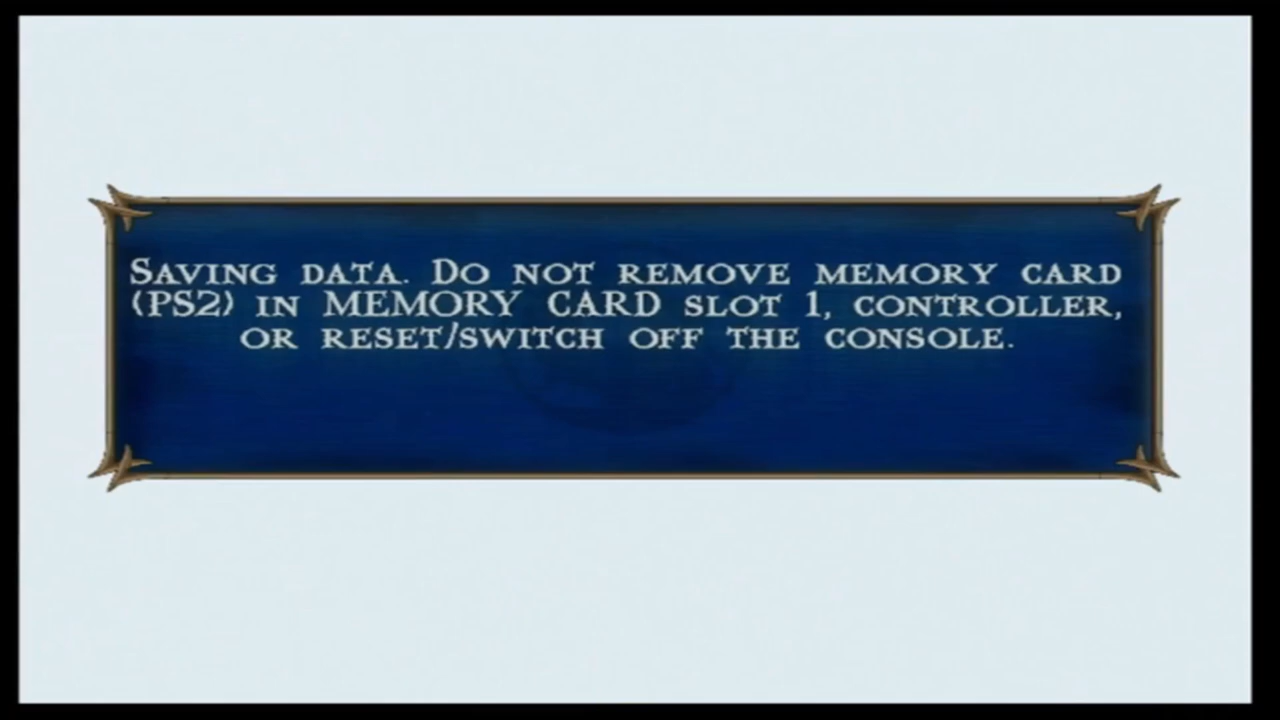 Saving data. Do not remove memory card
(PS2) in MEMORY CARD slot 1, controller,
or reset/switch off the console.